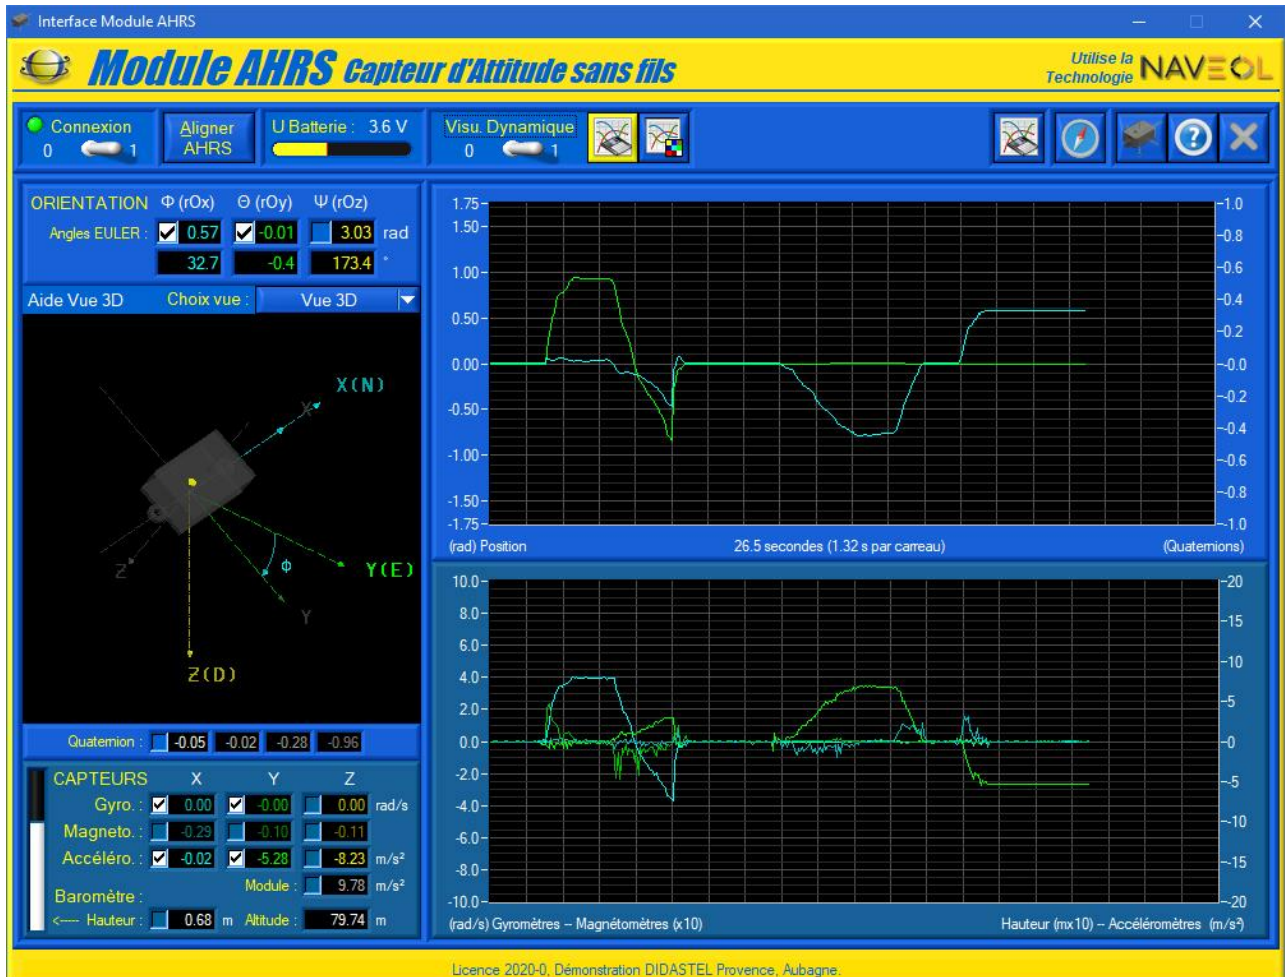 Interface Module AHRS
Module AHRS Capteur d'Attitude sans fils
Utilise la
Technologie NAVEOL
Connexion
0 1
Aligner
AHRS
U Batterie : 3.6 V
Visu. Dynamique
0 1
ORIENTATION Φ (rOx) Θ (rOy) Ψ (rOz)
Angles EULER : 0.57 -0.01 3.03 rad
32.7 -0.4 173.4 °
Aide Vue 3D Choix vue : Vue 3D
X(N)
X
Z
ϕ
Y(E)
Y
Z(D)
Quaternion : -0.05 -0.02 -0.28 -0.96
CAPTEURS X Y Z
Gyro. : 0.00 -0.00 0.00 rad/s
Magneto. : -0.29 -0.10 -0.11
Accéléro. : -0.02 -5.28 -8.23 m/s²
Module : 9.78 m/s²
Baromètre :
<---- Hauteur : 0.68 m Altitude : 79.74 m
1.75
1.50
1.00
0.50
0.00
-0.50
-1.00
-1.50
-1.75
-1.0
-0.8
-0.6
-0.4
-0.2
-0.0
-0.2
-0.4
-0.6
-0.8
-1.0
(rad) Position 26.5 secondes (1.32 s par carreau) (Quaternions)
10.0
8.0
6.0
4.0
2.0
0.0
-2.0
-4.0
-6.0
-8.0
-10.0
20
15
10
5
0
-5
-10
-15
-20
(rad/s) Gyromètres -- Magnétomètres (x10) Hauteur (mx10) -- Accéléromètres (m/s²)
Licence 2020-0, Démonstration DIDASTEL Provence, Aubagne.